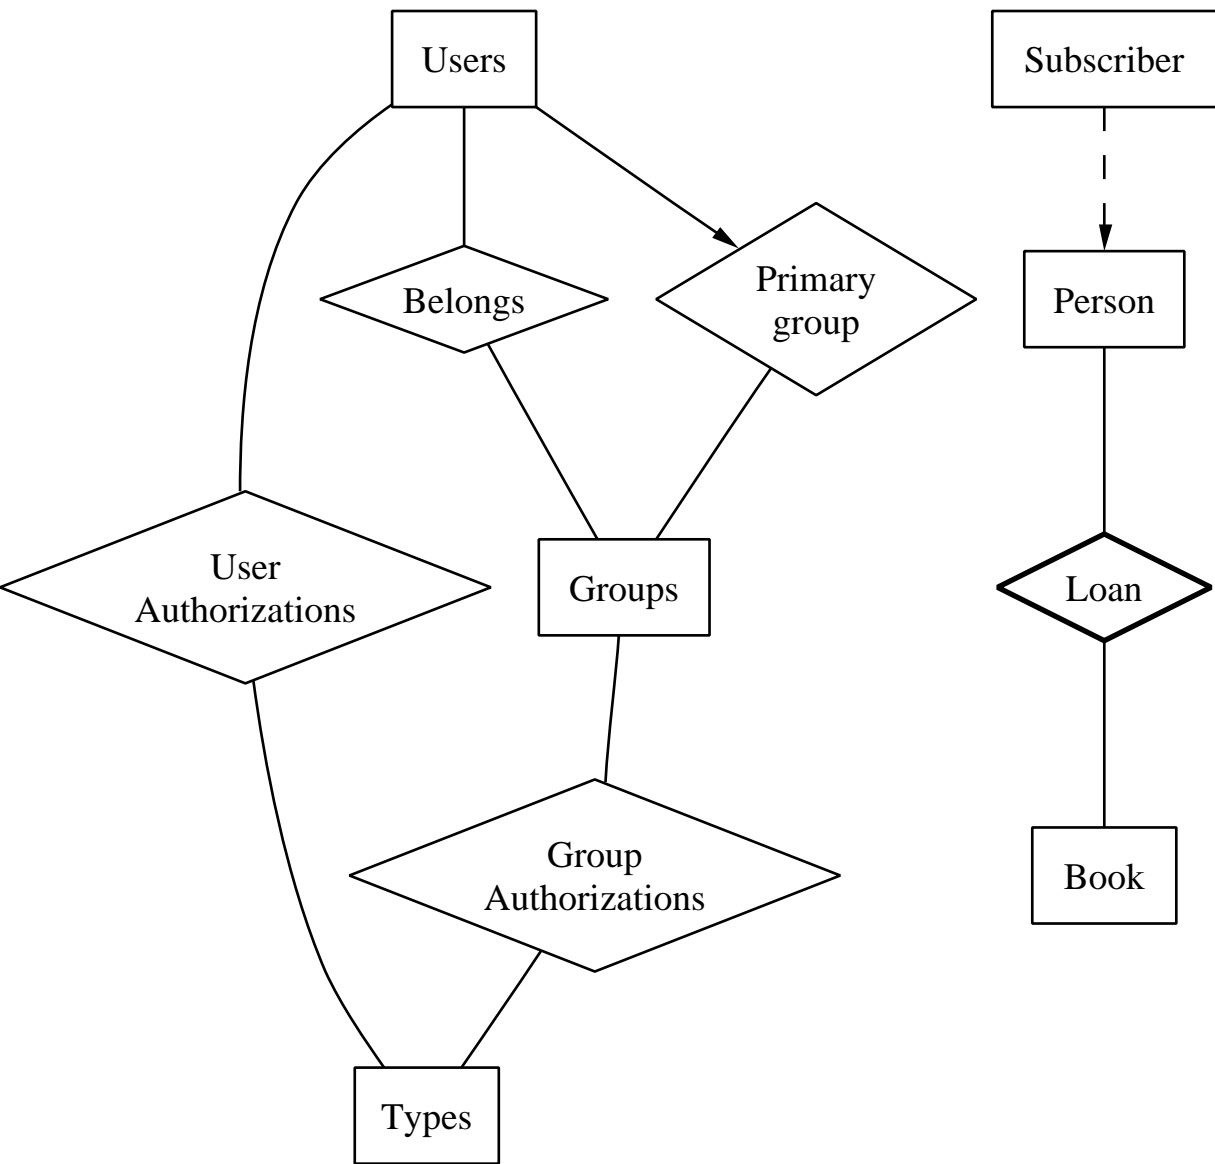 Users
Subscriber
Belongs
Primary
group
Person
User
Authorizations
Groups
Loan
Group
Authorizations
Book
Types